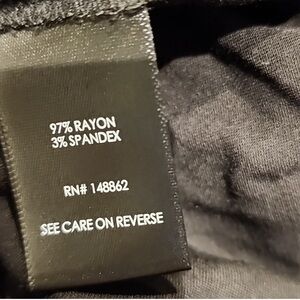 97% RAYON
3% SPANDEX
RN# 148862
SEE CARE ON REVERSE